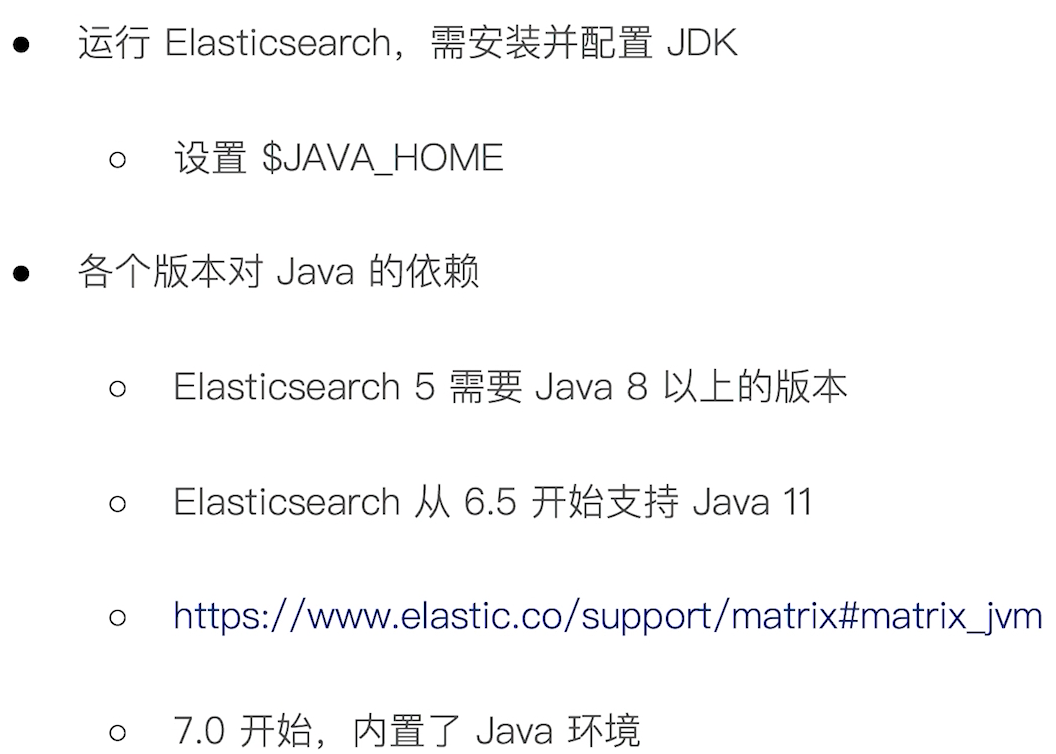 运行 Elasticsearch，需安装并配置 JDK
设置 $JAVA_HOME
各个版本对 Java 的依赖
Elasticsearch 5 需要 Java 8 以上的版本
Elasticsearch 从 6.5 开始支持 Java 11
https://www.elastic.co/support/matrix#matrix_jvm
7.0 开始，内置了 Java 环境